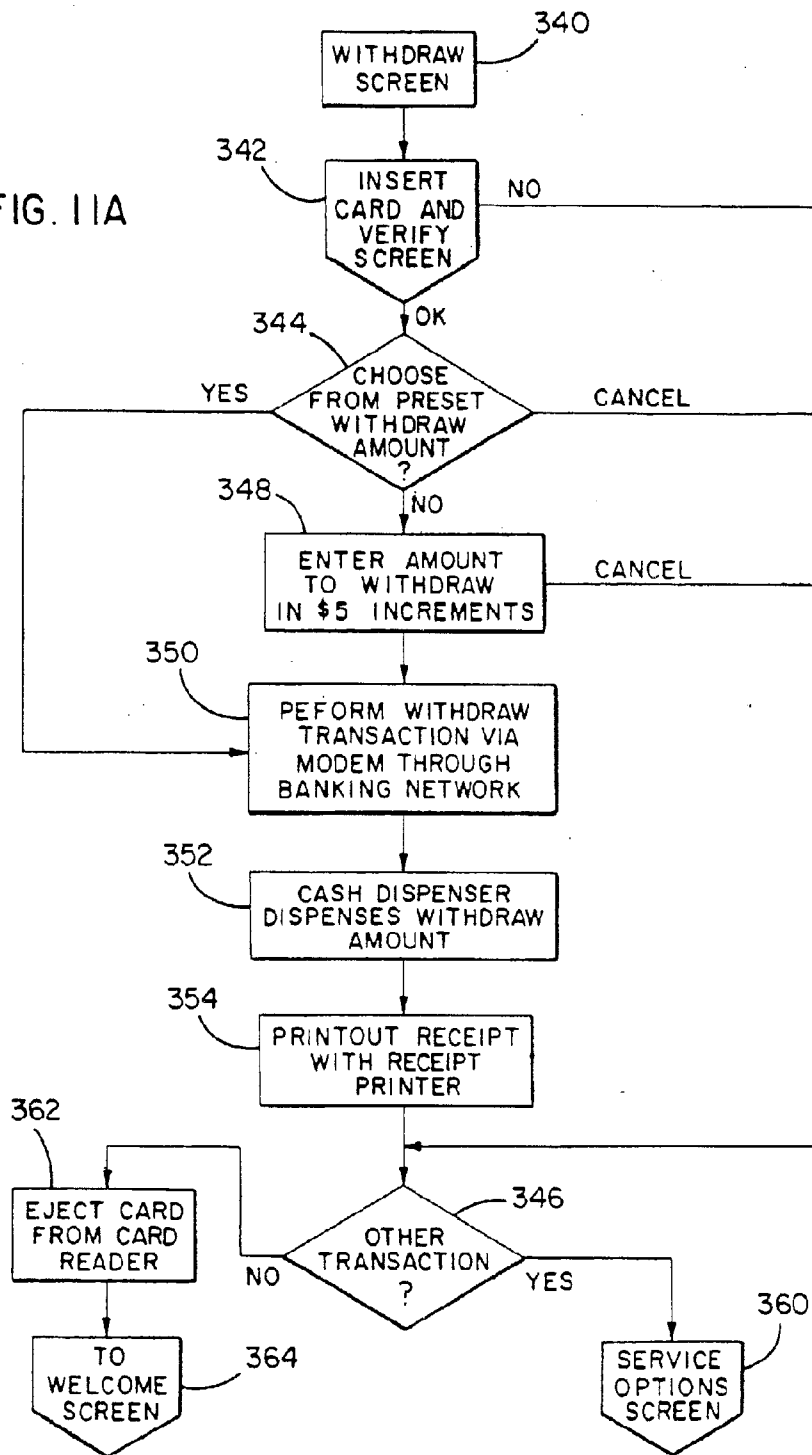 340
WITHDRAW
SCREEN
342
FIG. 11A
INSERT
CARD AND
VERIFY
SCREEN
NO
OK
344
CHOOSE
FROM PRESET
WITHDRAW
AMOUNT
?
YES
CANCEL
348
NO
ENTER AMOUNT
TO WITHDRAW
IN $5 INCREMENTS
CANCEL
350
PEFORM WITHDRAW
TRANSACTION VIA
MODEM THROUGH
BANKING NETWORK
352
CASH DISPENSER
DISPENSES WITHDRAW
AMOUNT
354
PRINTOUT RECEIPT
WITH RECEIPT
PRINTER
362
EJECT CARD
FROM CARD
READER
346
OTHER
TRANSACTION
?
NO
YES
TO
WELCOME
SCREEN
364
360
SERVICE
OPTIONS
SCREEN